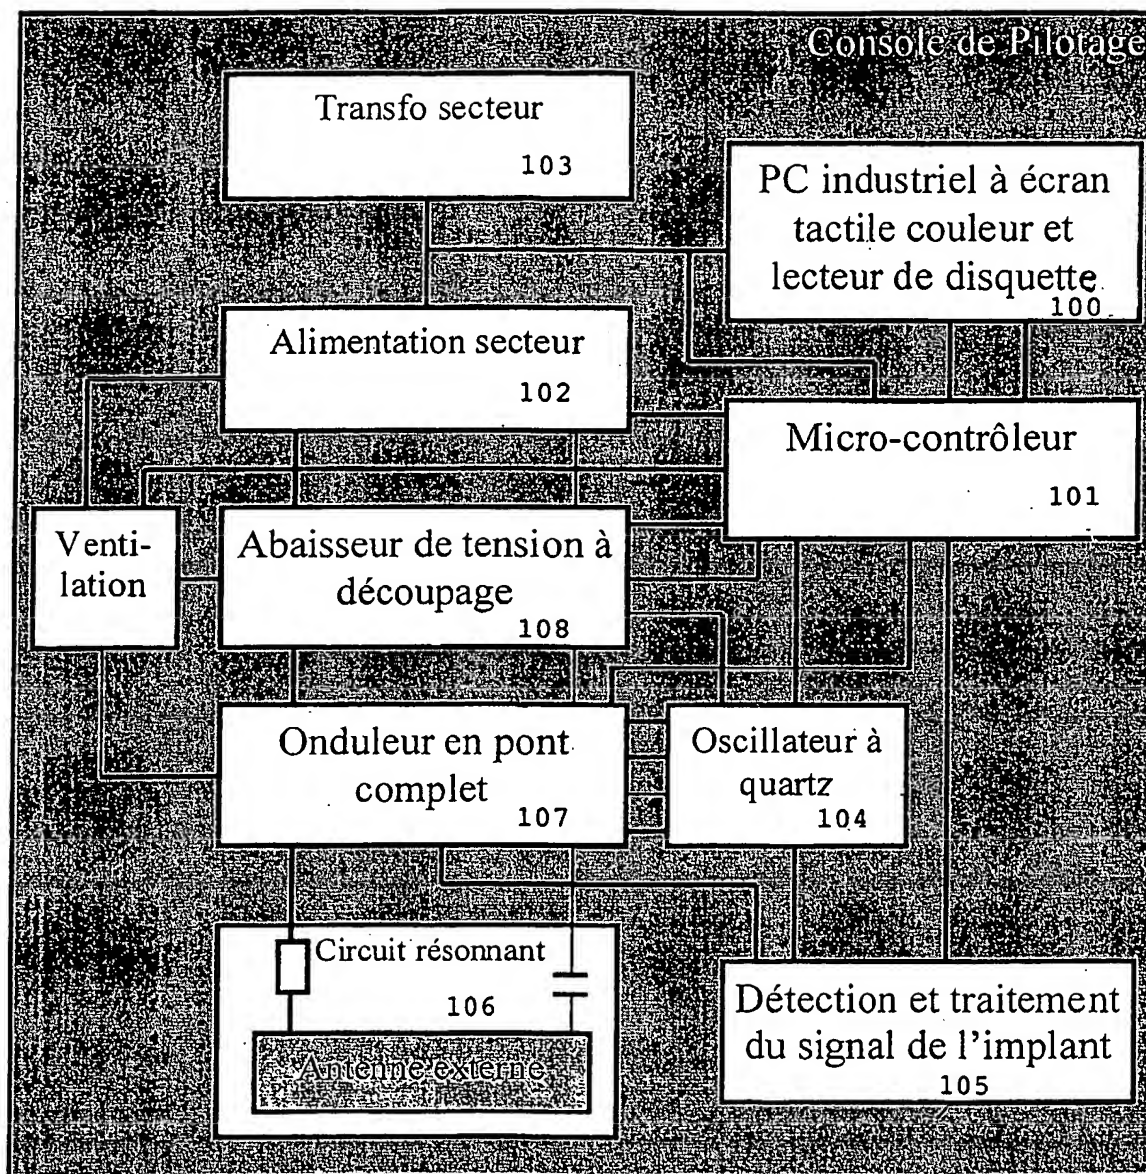 Console de Pilotage
Transfo secteur
103
PC industriel à écran
tactile couleur et
lecteur de disquette
100
Alimentation secteur
102
Micro-contrôleur
101
Venti-
lation
Abaisseur de tension à
découpage
108
Onduleur en pont
complet
107
Oscillateur à
quartz
104
Circuit résonnant
106
Antenne externe
Détection et traitement
du signal de l'implant
105